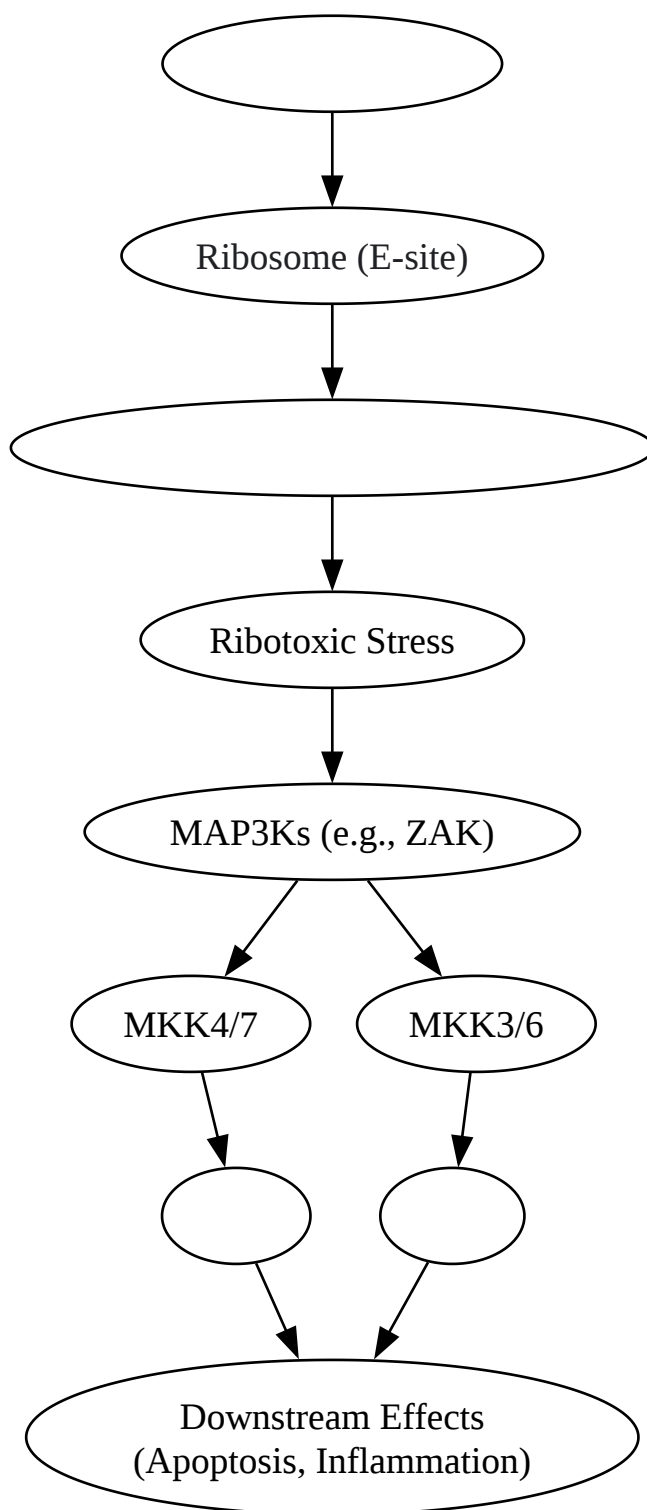 Ribosome (E-site)
Ribotoxic Stress
MAP3Ks (e.g., ZAK)
MKK4/7
MKK3/6
Downstream Effects
(Apoptosis, Inflammation)